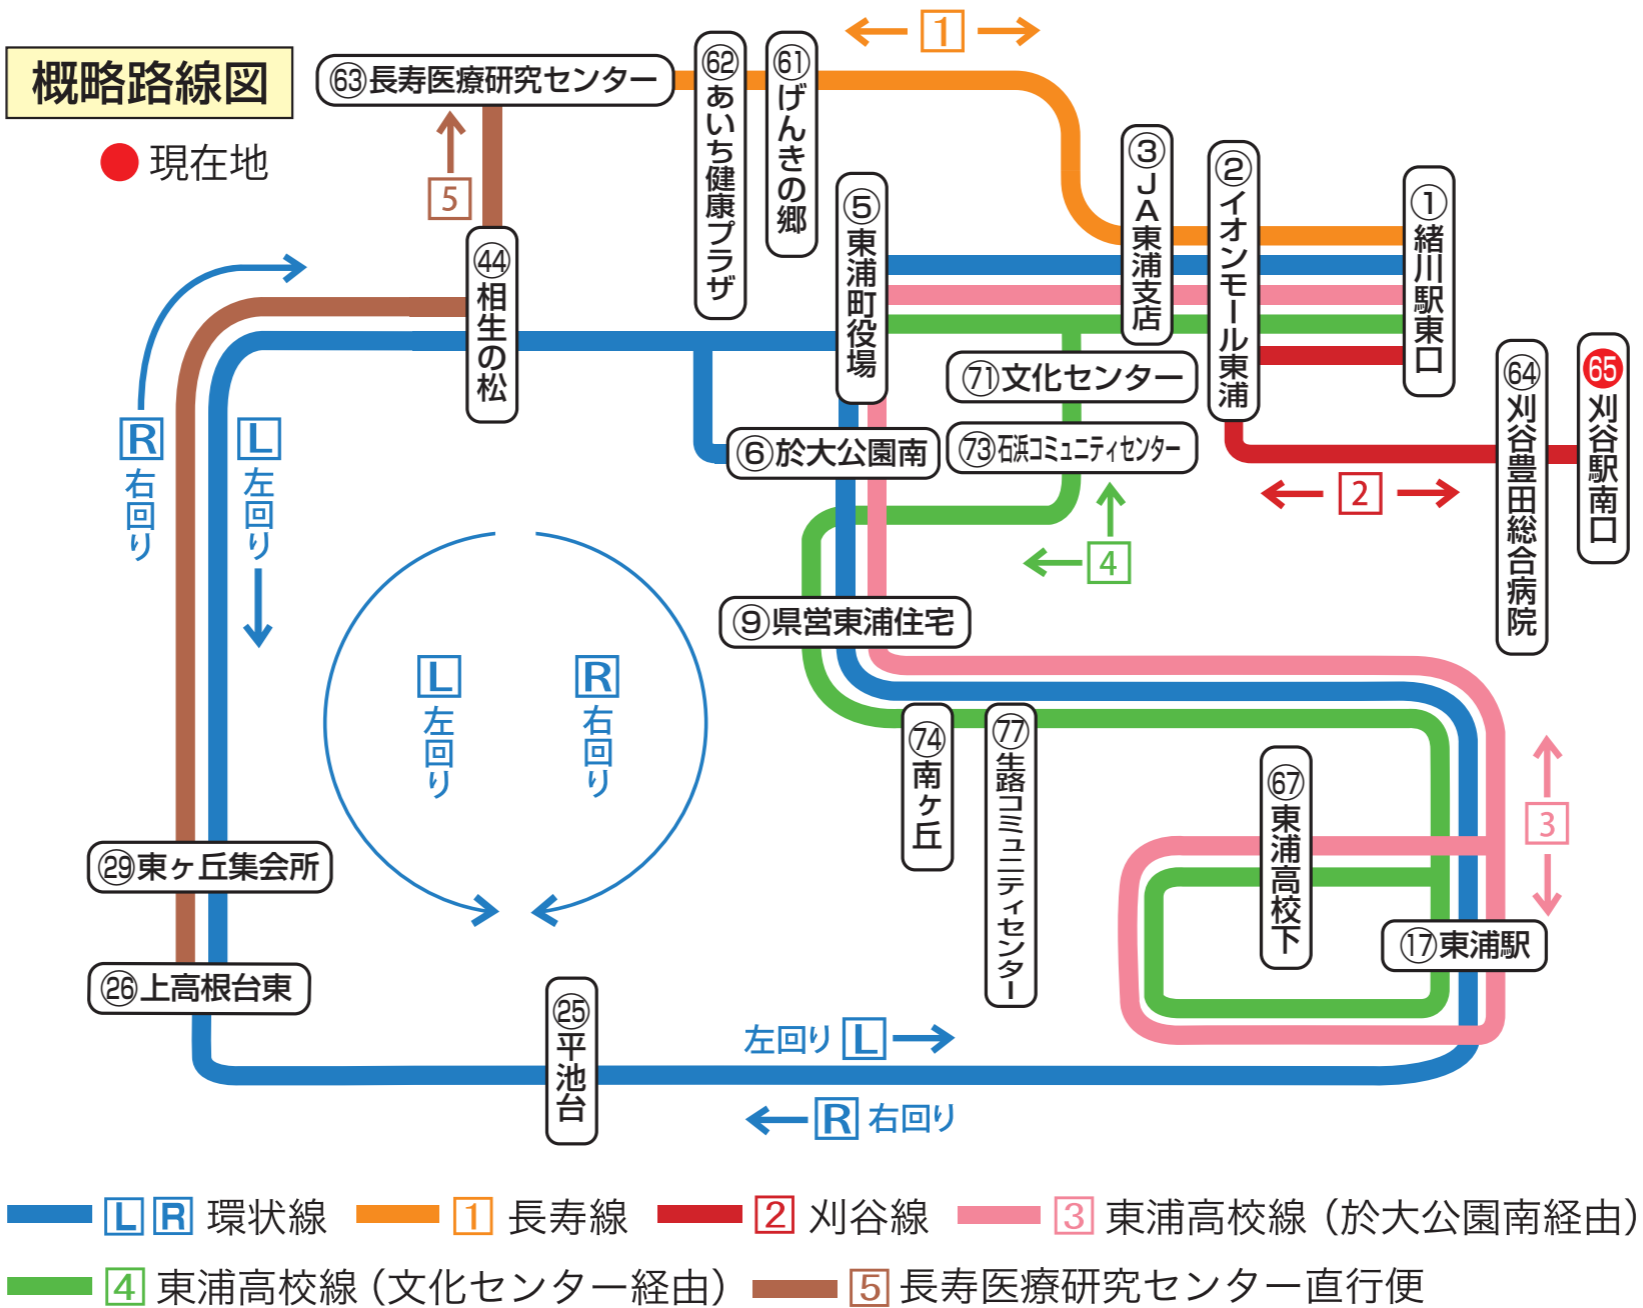 概略路線図
現在地
1
㊿63長寿医療研究センター
62あいち健康プラザ
61げんきの郷
③JA東浦支店
②イオンモール東浦
①緒川駅東口
⑤東浦町役場
5
㊹相生の松
71文化センター
64刈谷豊田総合病院
65刈谷駅南口
R
右回り
L
左回り
⑥於大公園南
73石浜コミュニティセンター
2
4
⑨県営東浦住宅
L
左回り
R
右回り
74南ヶ丘
77生路コミュニティセンター
67東浦高校下
3
㉙東ヶ丘集会所
⑰東浦駅
㉖上高根台東
㉕平池台
左回り L
R 右回り
L R 環状線
1 長寿線
2 刈谷線
3 東浦高校線（於大公園南経由）
4 東浦高校線（文化センター経由）
5 長寿医療研究センター直行便